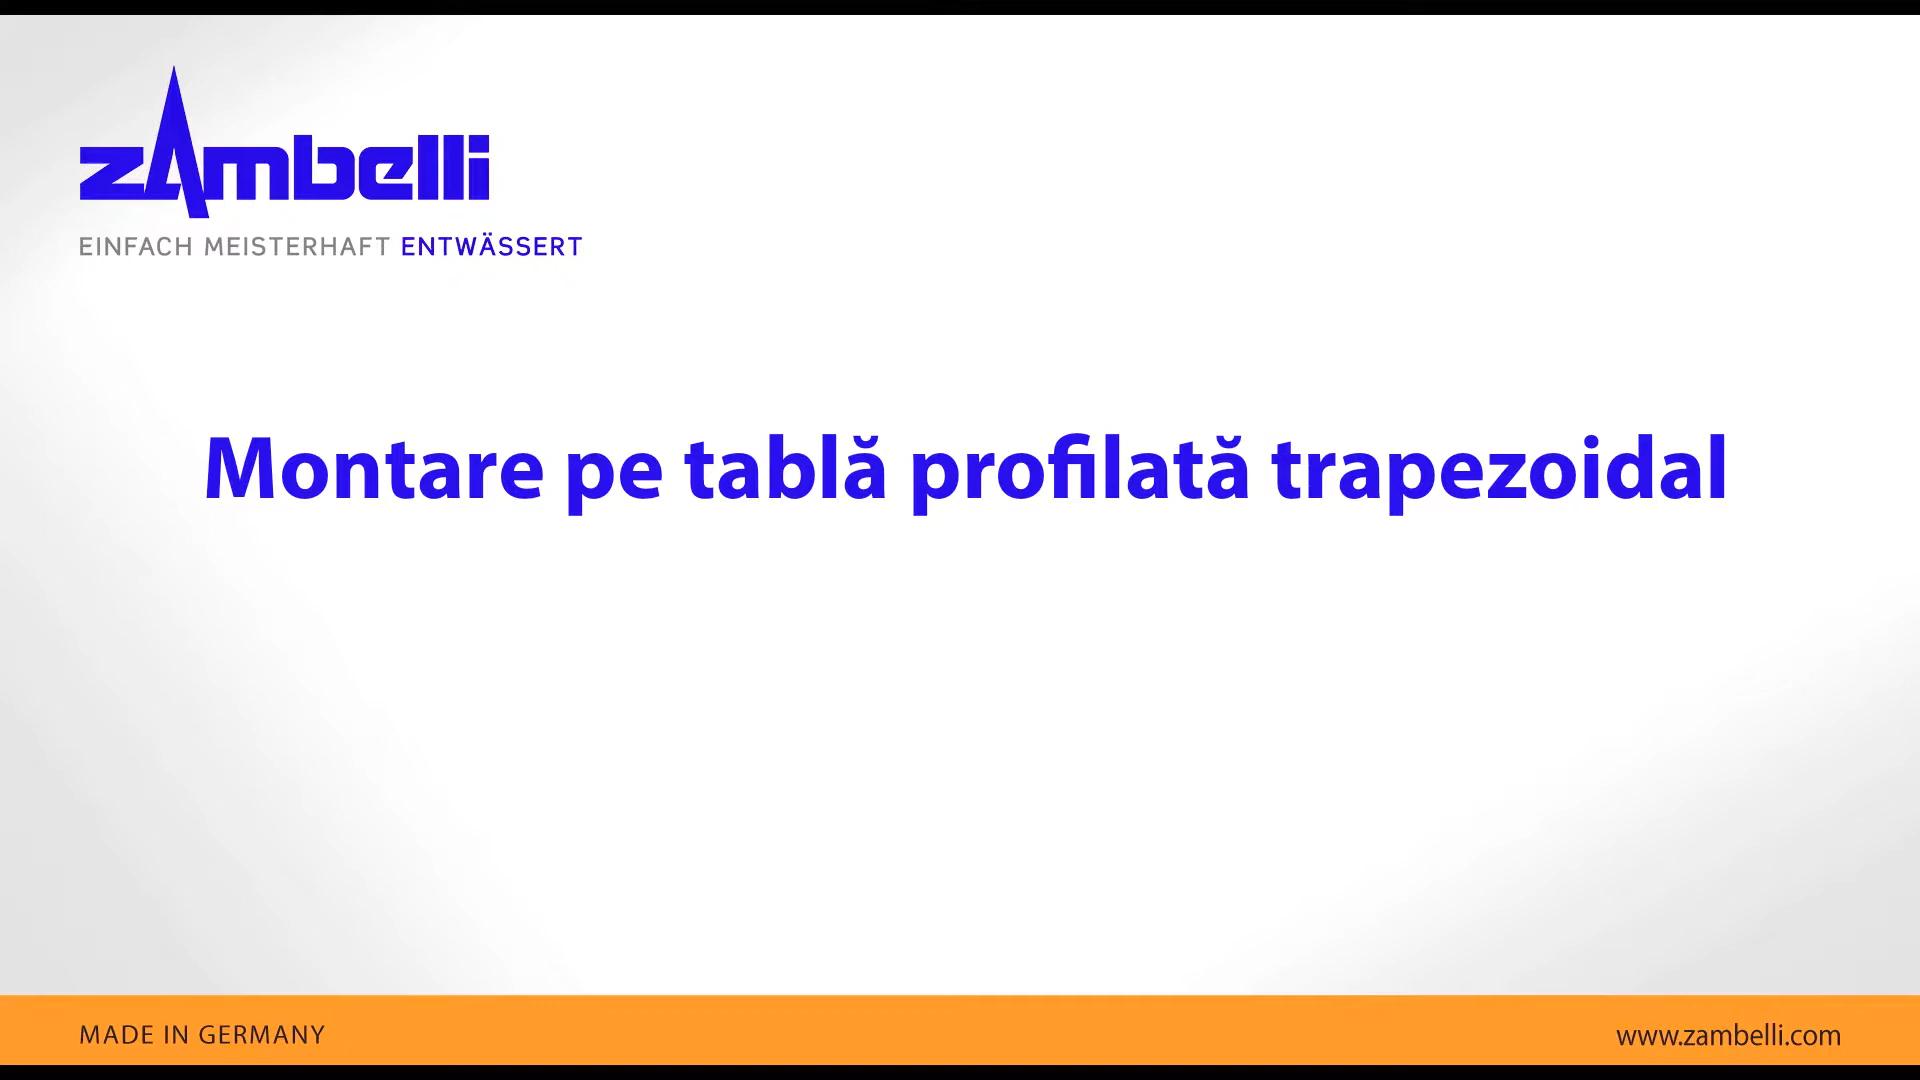 zambelli
EINFACH MEISTERHAFT ENTWÄSSERT
Montare pe tablă profilată trapezoidal
MADE IN GERMANY
www.zambelli.com